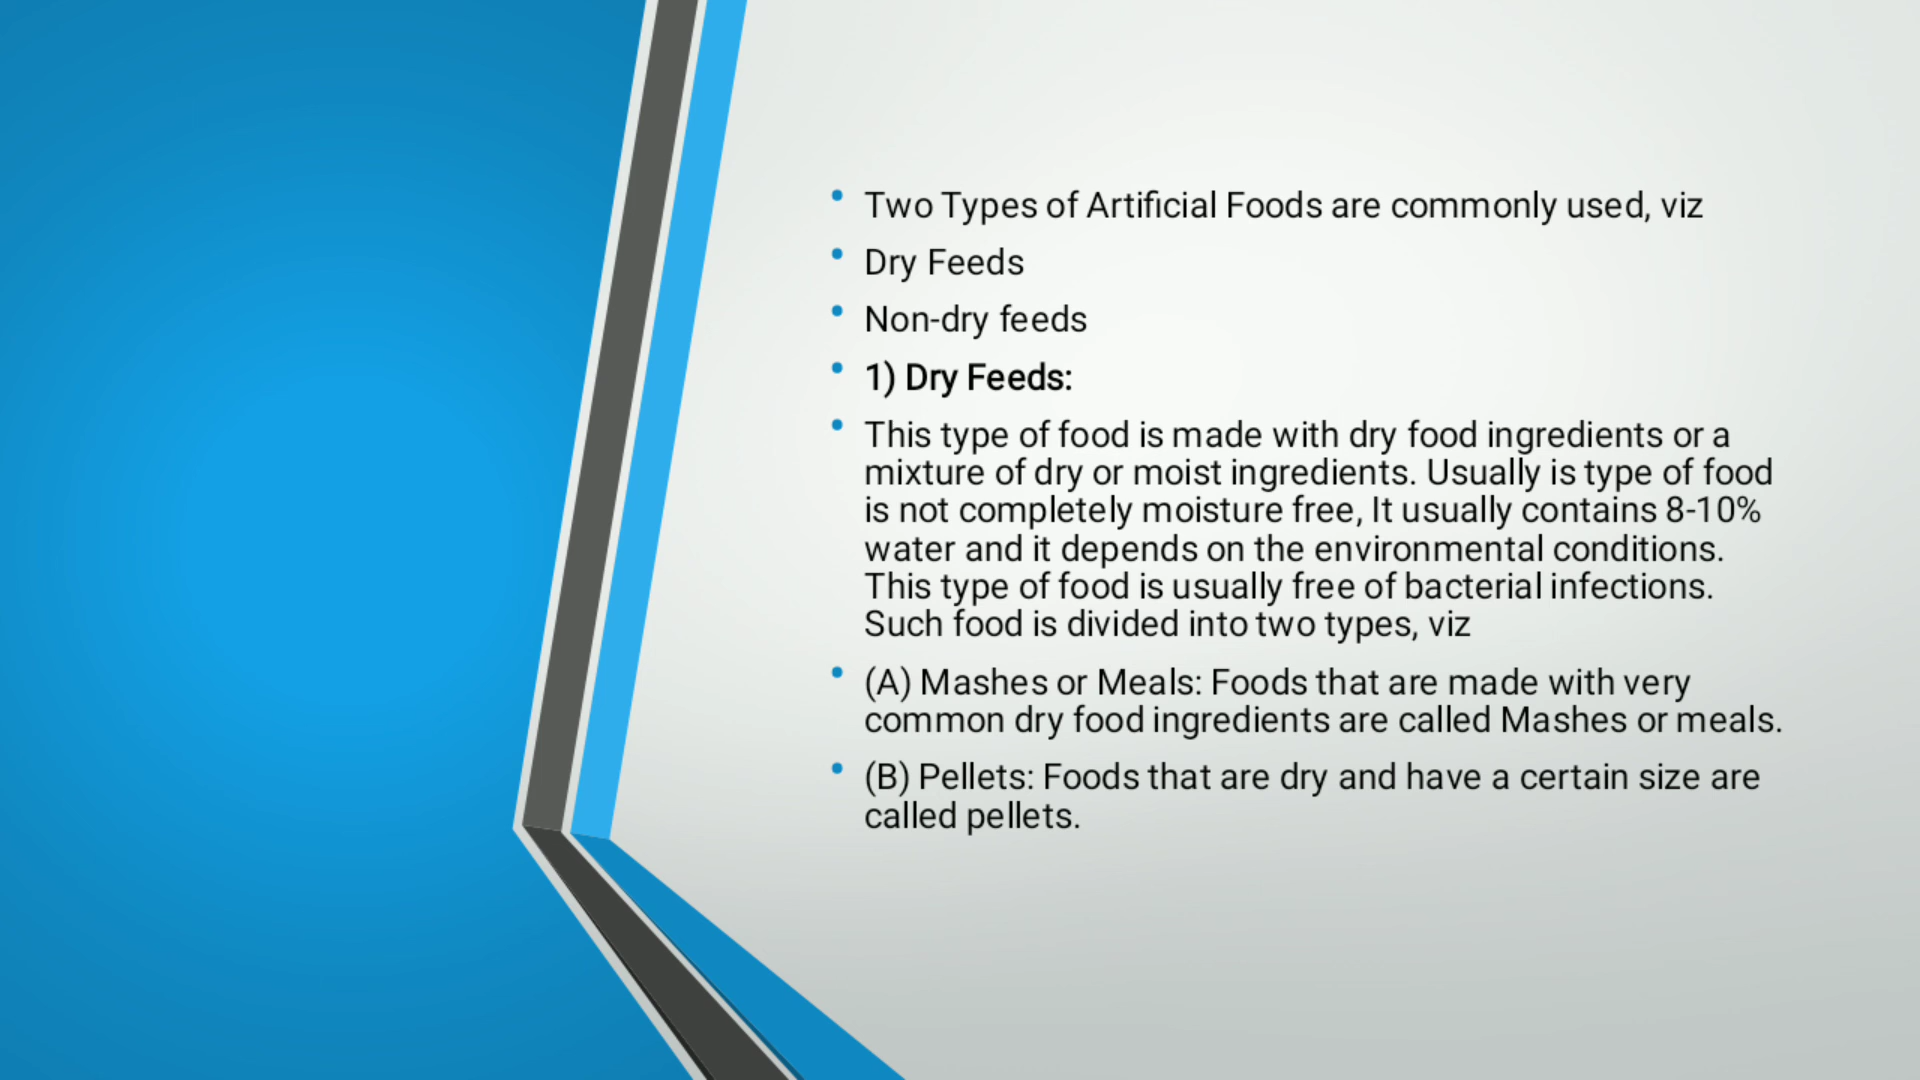 • Two Types of Artificial Foods are commonly used, viz
• Dry Feeds
• Non-dry feeds
• 1) Dry Feeds:
• This type of food is made with dry food ingredients or a
mixture of dry or moist ingredients. Usually is type of food
is not completely moisture free, It usually contains 8-10%
water and it depends on the environmental conditions.
This type of food is usually free of bacterial infections.
Such food is divided into two types, viz
• (A) Mashes or Meals: Foods that are made with very
common dry food ingredients are called Mashes or meals.
• (B) Pellets: Foods that are dry and have a certain size are
called pellets.